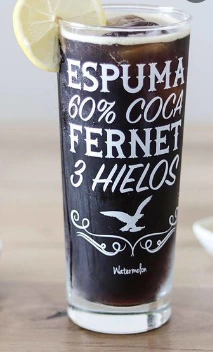 ESPUMA
60% COCA
FERNET
3 HIELOS
Watermelon